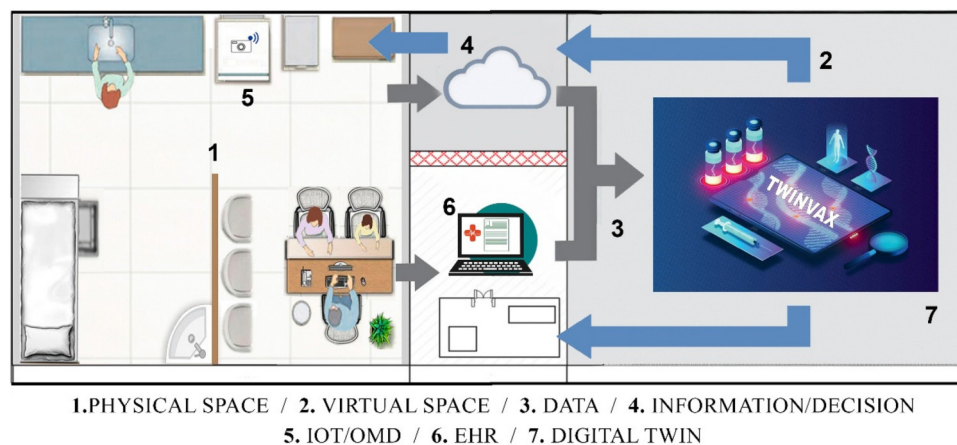 4
2
5
1
6
3
TWINVAX
7
1.PHYSICAL SPACE / 2. VIRTUAL SPACE / 3. DATA / 4. INFORMATION/DECISION
5. IOT/OMD / 6. EHR / 7. DIGITAL TWIN